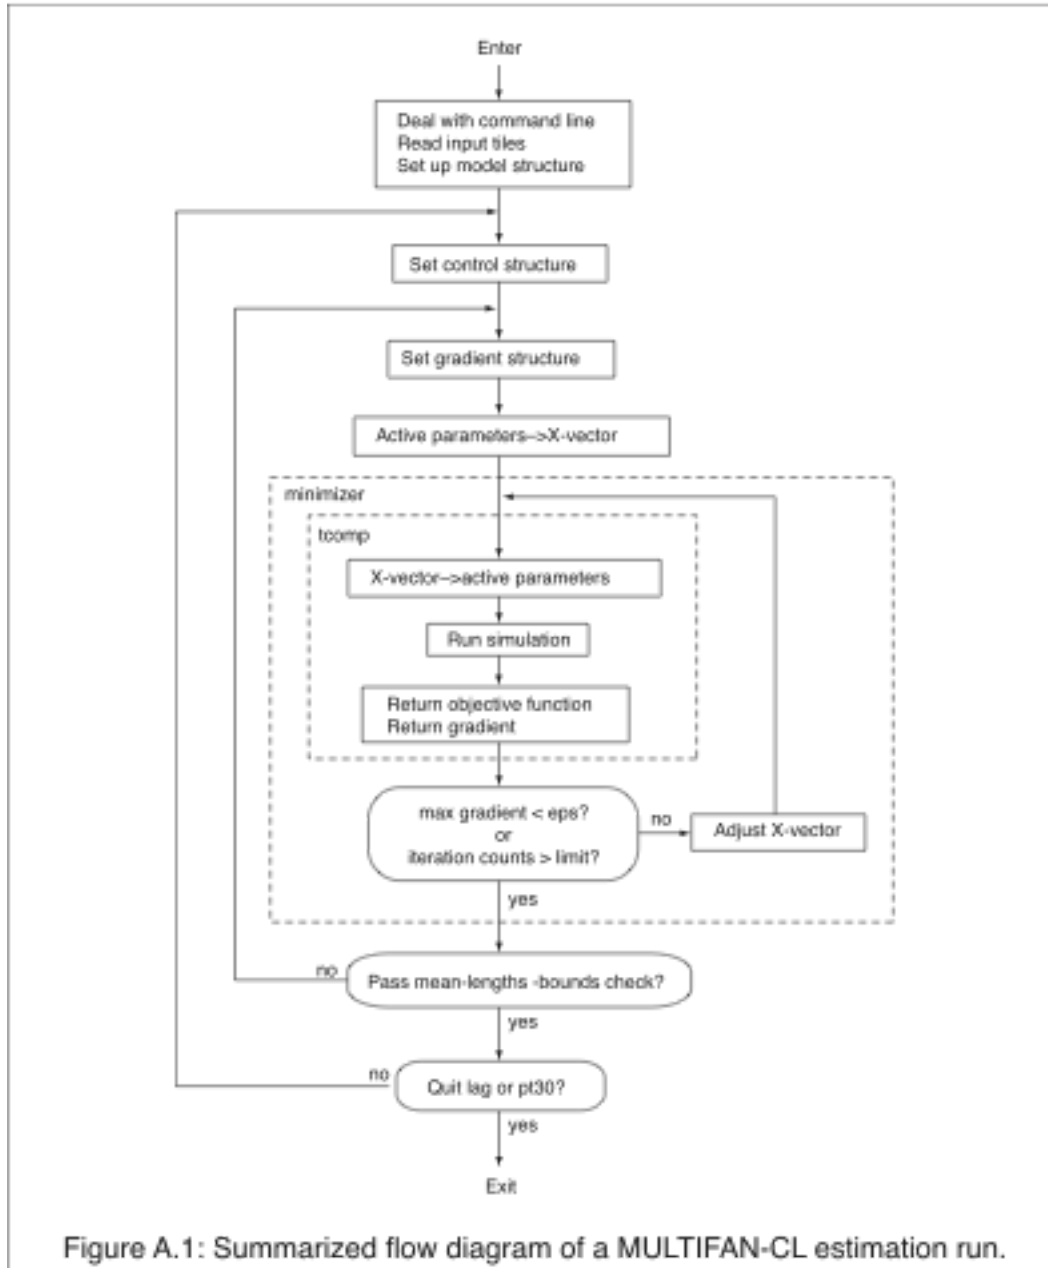 Enter
Deal with command line
Read input tiles
Set up model structure
Set control structure
Set gradient structure
Active parameters–>X-vector
minimizer
tcomp
X-vector–>active parameters
Run simulation
Return objective function
Return gradient
max gradient < eps?
or
iteration counts > limit?
no
Adjust X-vector
yes
no
Pass mean-lengths -bounds check?
yes
no
Quit lag or pt30?
yes
Exit
Figure A.1: Summarized flow diagram of a MULTIFAN-CL estimation run.